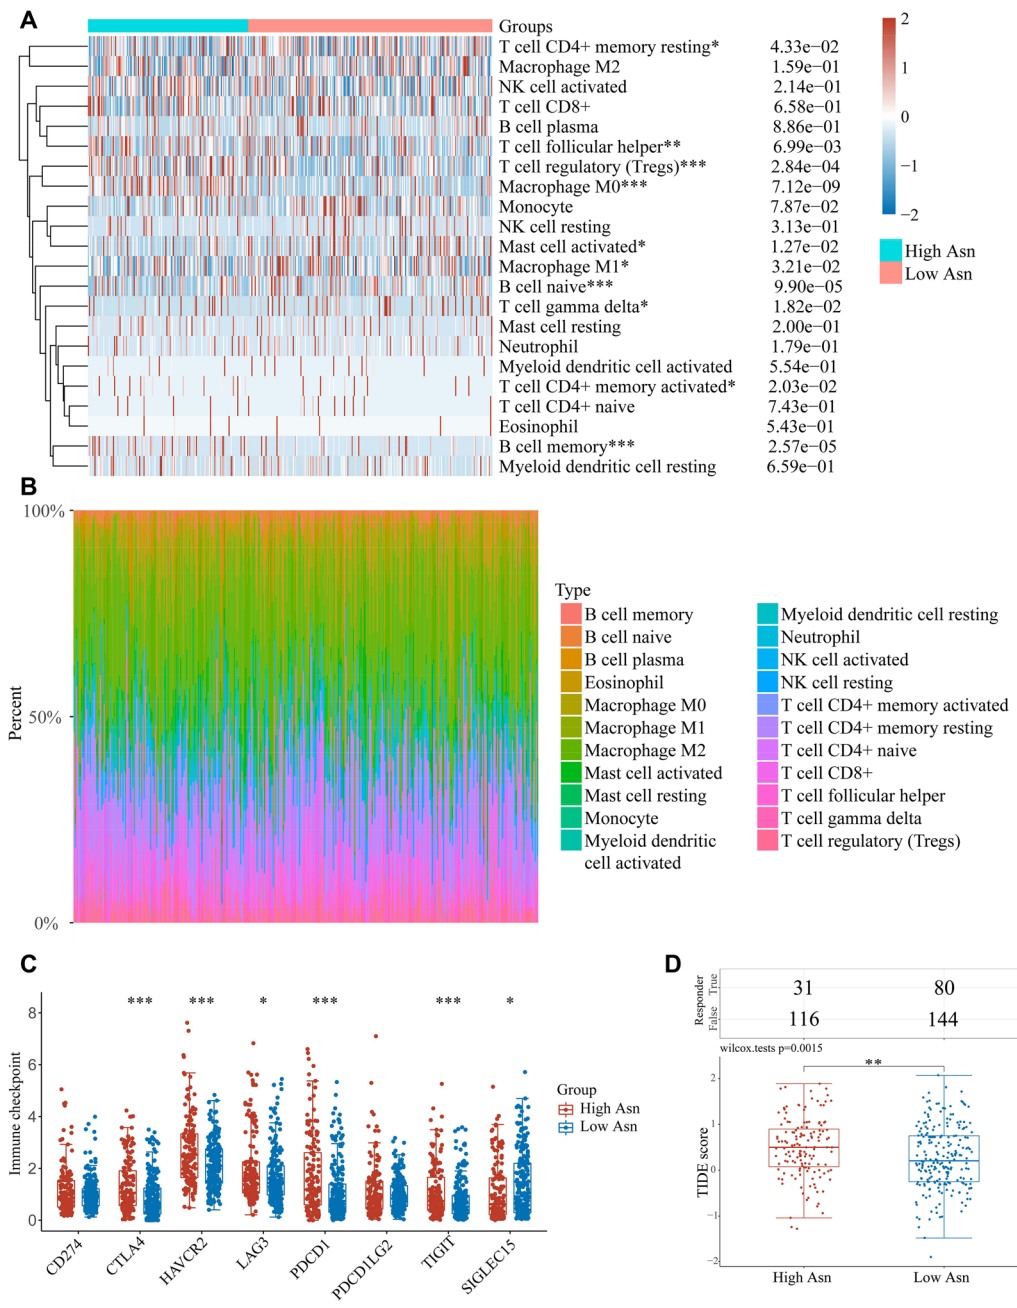 A
Groups
T cell CD4+ memory resting* 4.33e−02
Macrophage M2 1.59e−01
NK cell activated 2.14e−01
T cell CD8+ 6.58e−01
B cell plasma 8.86e−01
T cell follicular helper** 6.99e−03
T cell regulatory (Tregs)*** 2.84e−04
Macrophage M0*** 7.12e−09
Monocyte 7.87e−02
NK cell resting 3.13e−01
Mast cell activated* 1.27e−02
Macrophage M1* 3.21e−02
B cell naive*** 9.90e−05
T cell gamma delta* 1.82e−02
Mast cell resting 2.00e−01
Neutrophil 1.79e−01
Myeloid dendritic cell activated 5.54e−01
T cell CD4+ memory activated* 2.03e−02
T cell CD4+ naive 7.43e−01
Eosinophil 5.43e−01
B cell memory*** 2.57e−05
Myeloid dendritic cell resting 6.59e−01
2
1
0
−1
−2
High Asn
Low Asn
B
100%
50%
0%
Percent
Type
B cell memory
B cell naive
B cell plasma
Eosinophil
Macrophage M0
Macrophage M1
Macrophage M2
Mast cell activated
Mast cell resting
Monocyte
Myeloid dendritic
cell activated
Myeloid dendritic cell resting
Neutrophil
NK cell activated
NK cell resting
T cell CD4+ memory activated
T cell CD4+ memory resting
T cell CD4+ naive
T cell CD8+
T cell follicular helper
T cell gamma delta
T cell regulatory (Tregs)
C
*** *** * *** *** *
8
6
4
2
0
Immune checkpoint
CD274
CTLA4
HAVCR2
LAG3
PDCD1
PDCD1LG2
TIGIT
SIGLEC15
Group
High Asn
Low Asn
D
Responder
True
False
31 80
116 144
wilcox.tests p=0.0015
**
2
1
0
−1
−2
TIDE score
High Asn
Low Asn